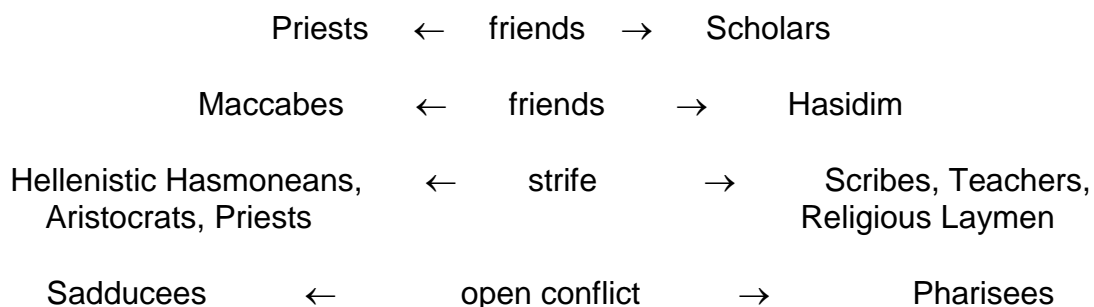 Priests ← friends → Scholars
Maccabes ← friends → Hasidim
Hellenistic Hasmoneans, ← strife → Scribes, Teachers,
Aristocrats, Priests Religious Laymen
Sadducees ← open conflict → Pharisees